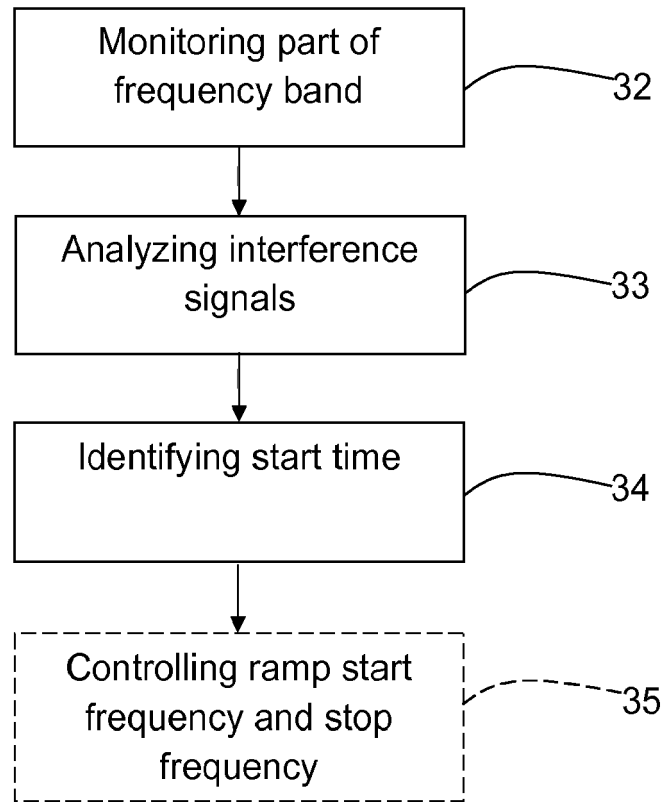 Monitoring part of
frequency band
32
Analyzing interference
signals
33
Identifying start time
34
Controlling ramp start
frequency and stop
frequency
35